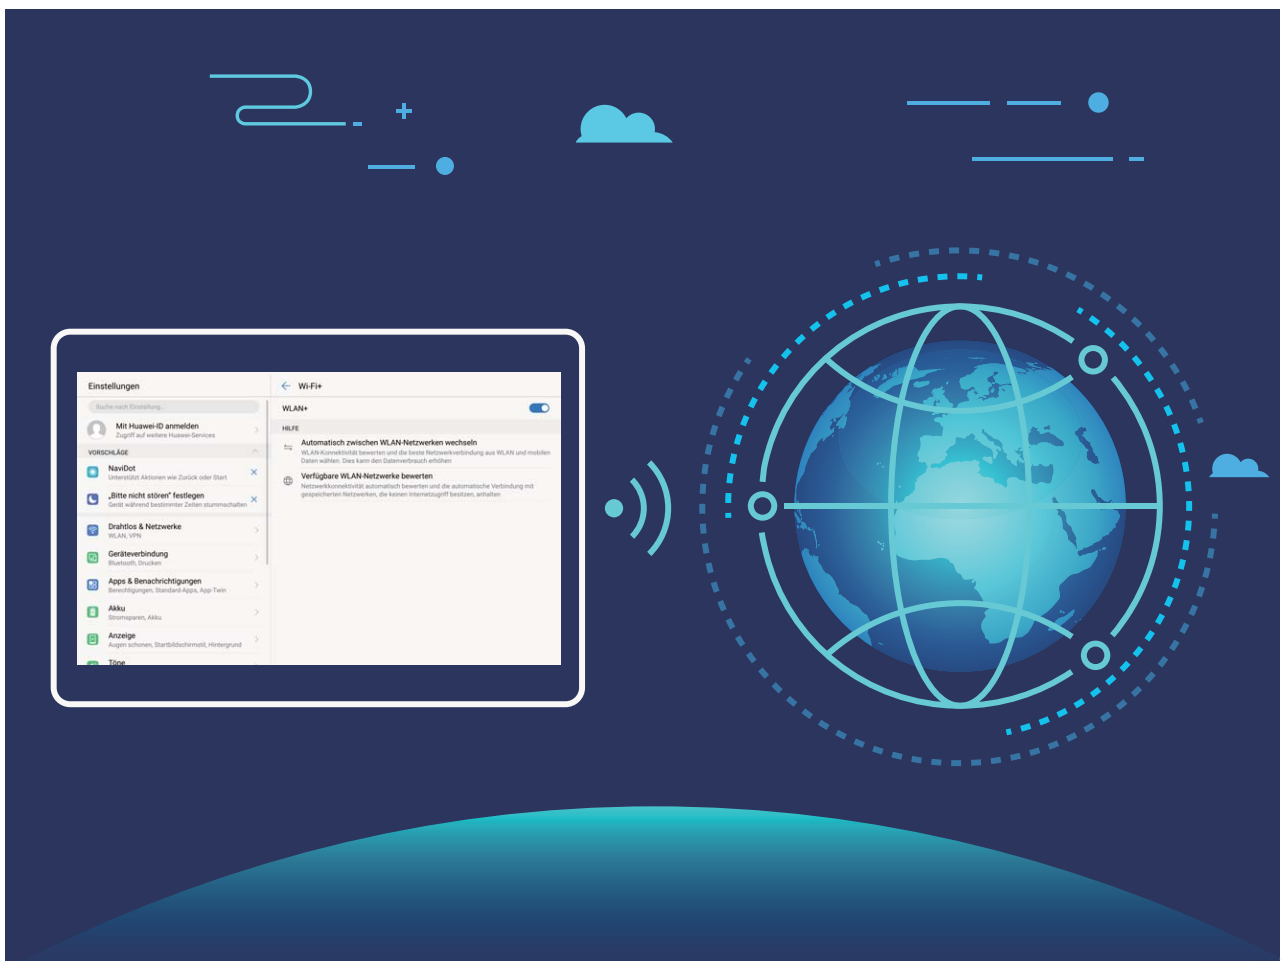 Einstellungen
Suche nach Einstellung...
Mit Huawei-ID anmelden
Zugriff auf weitere Huawei-Services
VORSCHLÄGE
NaviDot
Unterstützt Aktionen wie Zurück oder Start
„Bitte nicht stören“ festlegen
Gerät während bestimmter Zeiten stummschalten
Drahtlos & Netzwerke
WLAN, VPN
Geräteverbindung
Bluetooth, Drucken
Apps & Benachrichtigungen
Berechtigungen, Standard-Apps, App-Twin
Akku
Stromsparen, Akku
Anzeige
Augen schonen, Startbildschirmstil, Hintergrund
Töne
Wi-Fi+
WLAN+
HILFE
Automatisch zwischen WLAN-Netzwerken wechseln
WLAN-Konnektivität bewerten und die beste Netzwerkverbindung aus WLAN und mobilen
Daten wählen. Dies kann den Datenverbrauch erhöhen
Verfügbare WLAN-Netzwerke bewerten
Netzwerkkonnektivität automatisch bewerten und die automatische Verbindung mit
gespeicherten Netzwerken, die keinen Internetzugriff besitzen, anhalten